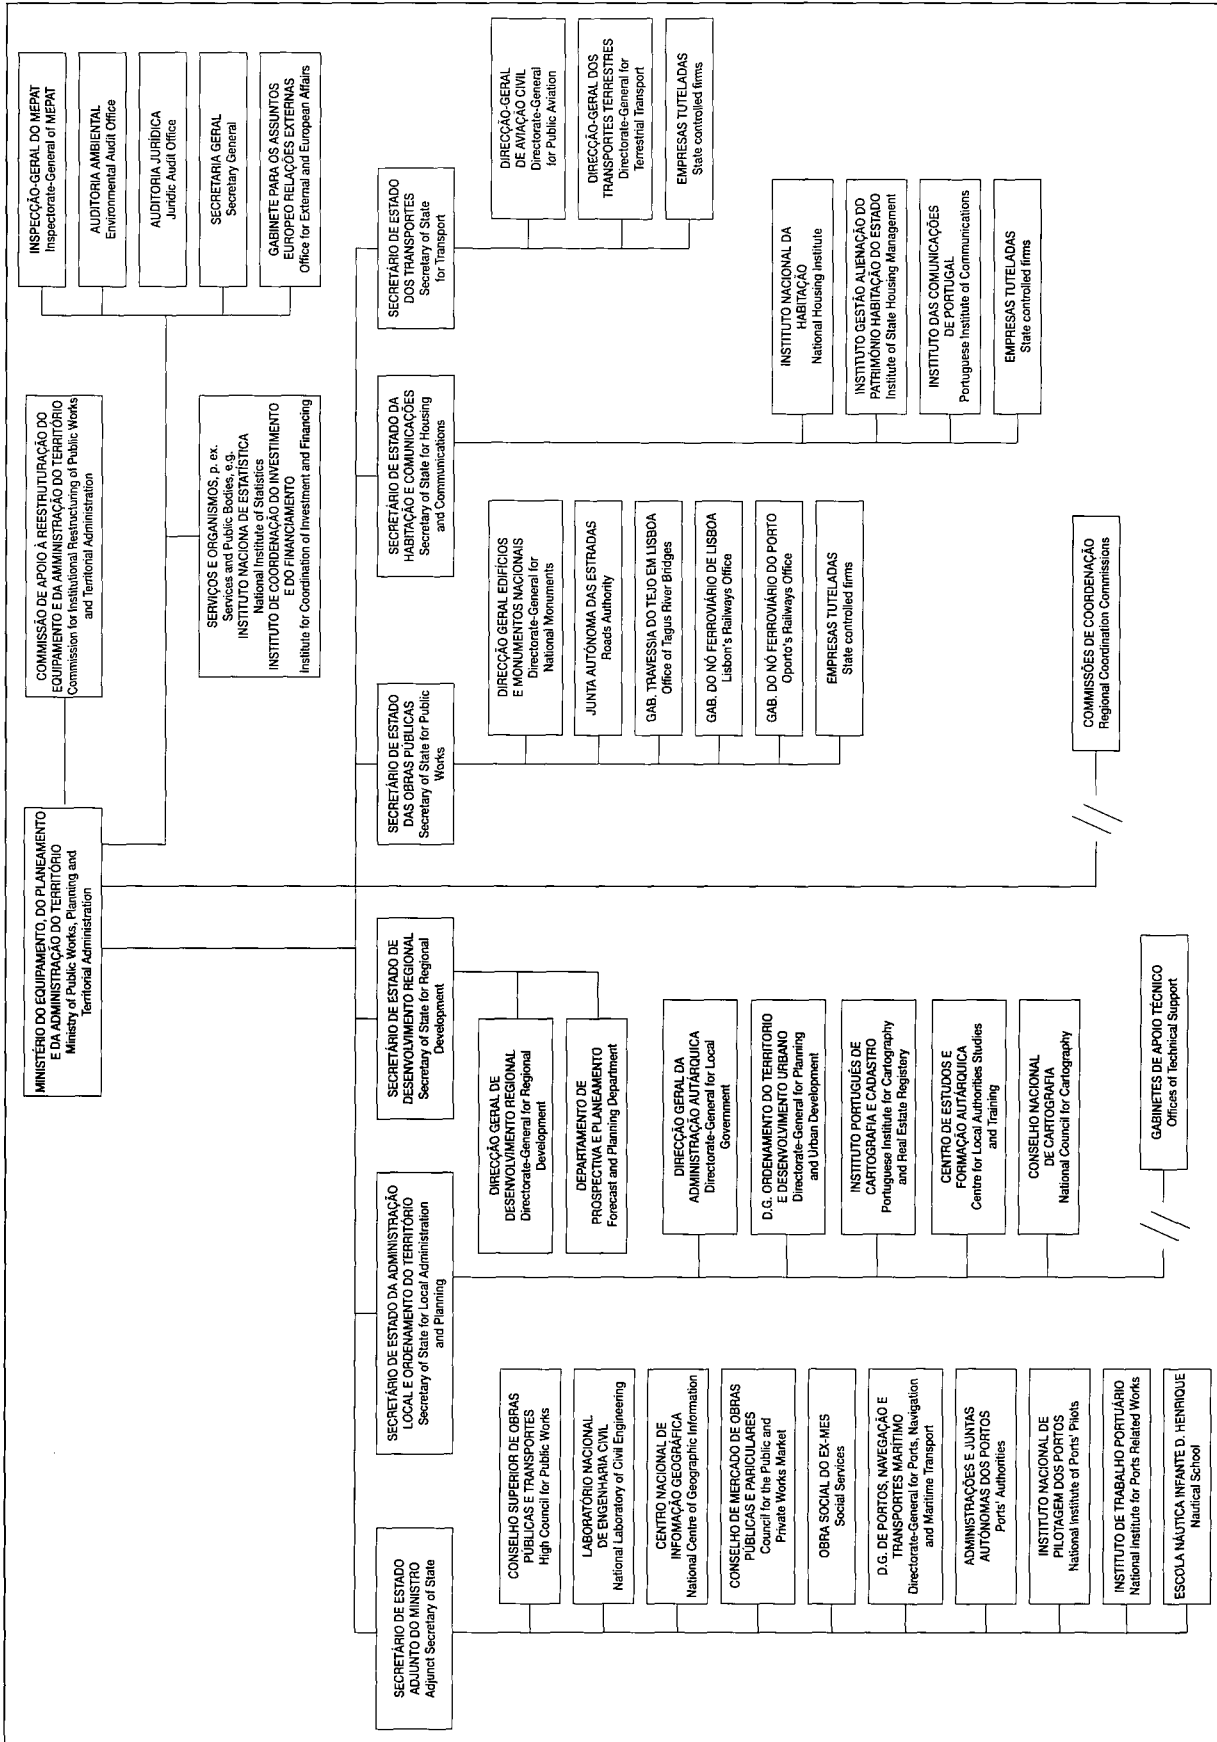 MINISTÉRIO DO EQUIPAMENTO, DO PLANEAMENTO
E DA ADMINISTRAÇÃO DO TERRITÓRIO
Ministry of Public Works, Planning and
Territorial Administration
COMMISSÃO DE APOIO À REESTRUTURAÇÃO DO
EQUIPAMENTO E DA AMMINISTRAÇÃO DO TERRITÓRIO
Commission for Institutional Restructuring of Public Works
and Territorial Administration
INSPECÇÃO-GERAL DO MEPAT
Inspectorate-General of MEPAT
AUDITORIA AMBIENTAL
Environmental Audit Office
AUDITORIA JURÍDICA
Juridic Audit Office
SECRETARIA GERAL
Secretary General
GABINETE PARA OS ASSUNTOS
EUROPEO RELAÇÕES EXTERNAS
Office for External and European Affairs
SERVIÇOS E ORGANISMOS, p. ex.
Services and Public Bodies, e.g.
INSTITUTO NACIONA DE ESTATÍSTICA
National Institute of Statistics
INSTITUTO DE COORDENAÇÃO DO INVESTIMENTO
E DO FINANCIAMENTO
Institute for Coordination of Investment and Financing
SECRETÁRIO DE ESTADO
ADJUNTO DO MINISTRO
Adjunct Secretary of State
SECRETÁRIO DE ESTADO DA ADMINISTRAÇÃO
LOCAL E ORDENAMENTO DO TERRITÓRIO
Secretary of State for Local Administration
and Planning
SECRETÁRIO DE ESTADO DE
DESENVOLVIMENTO REGIONAL
Secretary of State for Regional
Development
SECRETÁRIO DE ESTADO
DAS OBRAS PÚBLICAS
Secretary of State for Public
Works
SECRETÁRIO DE ESTADO DA
HABITAÇÃO E COMUNICAÇÕES
Secretary of State for Housing
and Communications
SECRETÁRIO DE ESTADO
DOS TRANSPORTES
Secretary of State
for Transport
CONSELHO SUPERIOR DE OBRAS
PÚBLICAS E TRANSPORTES
High Council for Public Works
LABORATÓRIO NACIONAL
DE ENGENHARIA CIVIL
National Laboratory of Civil Engineering
CENTRO NACIONAL DE
INFOMAÇÃO GEOGRÁFICA
National Centre of Geographic Information
CONSELHO DE MERCADO DE OBRAS
PÚBLICAS E PARICULARES
Council for the Public and
Private Works Market
OBRA SOCIAL DO EX-MES
Social Services
D.G. DE PORTOS, NAVEGAÇÃO E
TRANSPORTES MARÍTIMO
Directorate-General for Ports, Navigation
and Maritime Transport
ADMINISTRAÇÕES E JUNTAS
AUTÓNOMAS DOS PORTOS
Ports' Authorities
INSTITUTO NACIONAL DE
PILOTAGEM DOS PORTOS
National Institute of Ports' Pilots
INSTITUTO DE TRABALHO PORTUÁRIO
National Institute for Ports Related Works
ESCOLA NÁUTICA INFANTE D. HENRIQUE
Nautical School
DIRECÇÃO GERAL DE
DESENVOLVIMENTO REGIONAL
Directorate-General for Regional
Development
DEPARTAMENTO DE
PROSPECTIVA E PLANEAMENTO
Forecast and Planning Department
DIRECÇÃO GERAL DA
ADMINISTRAÇÃO AUTÁRQUICA
Directorate-General for Local
Government
D.G. ORDENAMENTO DO TERRITORIO
E DESENVOLVIMENTO URBANO
Directorate-General for Planning
and Urban Development
INSTITUTO PORTUGUÊS DE
CARTOGRAFIA E CADASTRO
Portuguese Institute for Cartography
and Real Estate Registery
CENTRO DE ESTUDOS E
FORMAÇÃO AUTÁRQUICA
Centre for Local Authorities Studies
and Training
CONSELHO NACIONAL
DE CARTOGRAFIA
National Council for Cartography
GABINETES DE APOIO TÉCNICO
Offices of Technical Support
DIRECÇÃO GERAL EDIFÍCIOS
E MONUMENTOS NACIONAIS
Directorate-General for
National Monuments
JUNTA AUTÓNOMA DAS ESTRADAS
Roads Authority
GAB. TRAVESSIA DO TEJO EM LISBOA
Office of Tagus River Bridges
GAB. DO NÓ FERROVIÁRIO DE LISBOA
Lisbon's Railways Office
GAB. DO NÓ FERROVIÁRIO DO PORTO
Oporto's Railways Office
EMPRESAS TUTELADAS
State controlled firms
COMMISSÕES DE COORDENAÇÃO
Regional Coordination Commissions
INSTITUTO NACIONAL DA
HABITAÇÃO
National Housing Institute
INSTITUTO GESTÃO ALIENAÇÃO DO
PATRIMÓNIO HABITAÇÃO DO ESTADO
Institute of State Housing Management
INSTITUTO DAS COMUNICAÇÕES
DE PORTUGAL
Portuguese Institute of Communications
EMPRESAS TUTELADAS
State controlled firms
DIRECÇÃO-GERAL
DE AVIAÇÃO CIVIL
Directorate-General
for Public Aviation
DIRECÇÃO-GERAL DOS
TRANSPORTES TERRESTRES
Directorate-General for
Terrestrial Transport
EMPRESAS TUTELADAS
State controlled firms